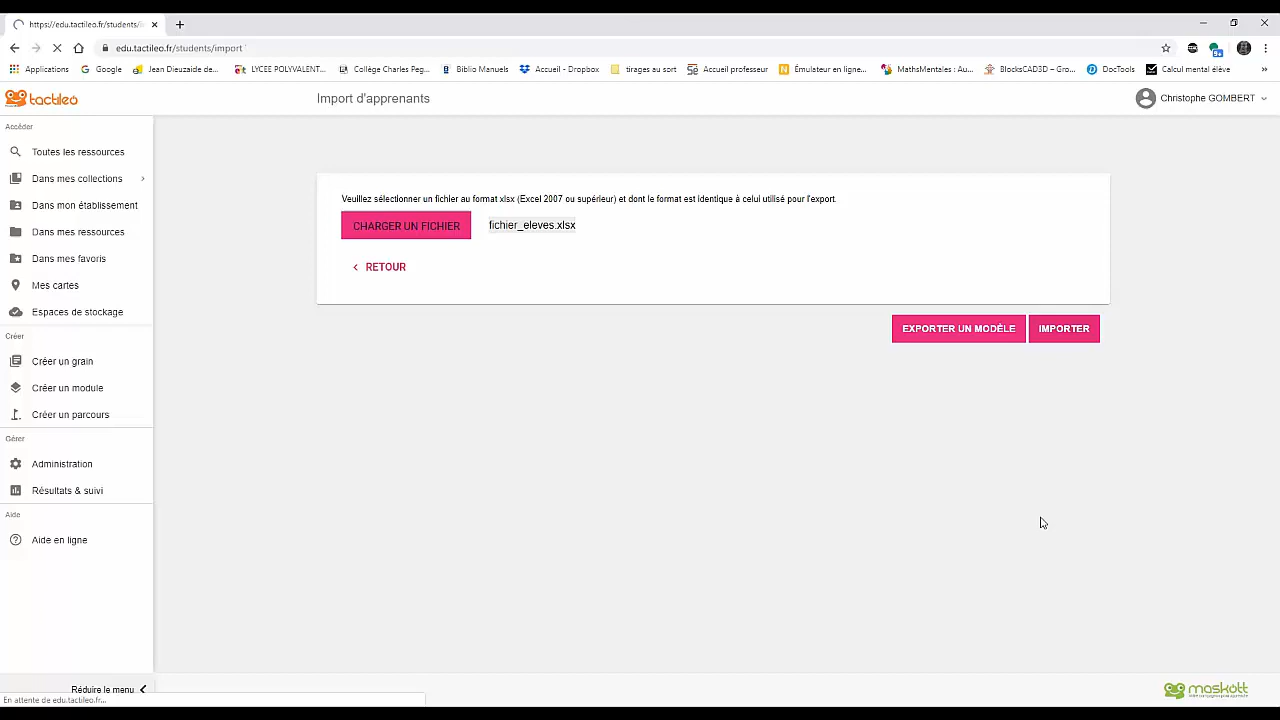 https://edu.tactileo.fr/students/i
edu.tactileo.fr/students/import
Applications
Google
Jean Dieuzaide de...
LYCEE POLYVALENT...
Collège Charles Peg...
Biblio Manuels
Accueil - Dropbox
tirages au sort
Accueil professeur
Émulateur en ligne...
MathsMentales : Au...
BlocksCAD3D – Gro...
DocTools
Calcul mental élève
tactileo
Import d'apprenants
Christophe GOMBERT
Accéder
Toutes les ressources
Dans mes collections
Dans mon établissement
Dans mes ressources
Dans mes favoris
Mes cartes
Espaces de stockage
Créer
Créer un grain
Créer un module
Créer un parcours
Gérer
Administration
Résultats & suivi
Aide
Aide en ligne
Veuillez sélectionner un fichier au format xlsx (Excel 2007 ou supérieur) et dont le format est identique à celui utilisé pour l'export.
CHARGER UN FICHIER
fichier_eleves.xlsx
RETOUR
EXPORTER UN MODÈLE
IMPORTER
Réduire le menu
En attente de edu.tactileo.fr...
maskott